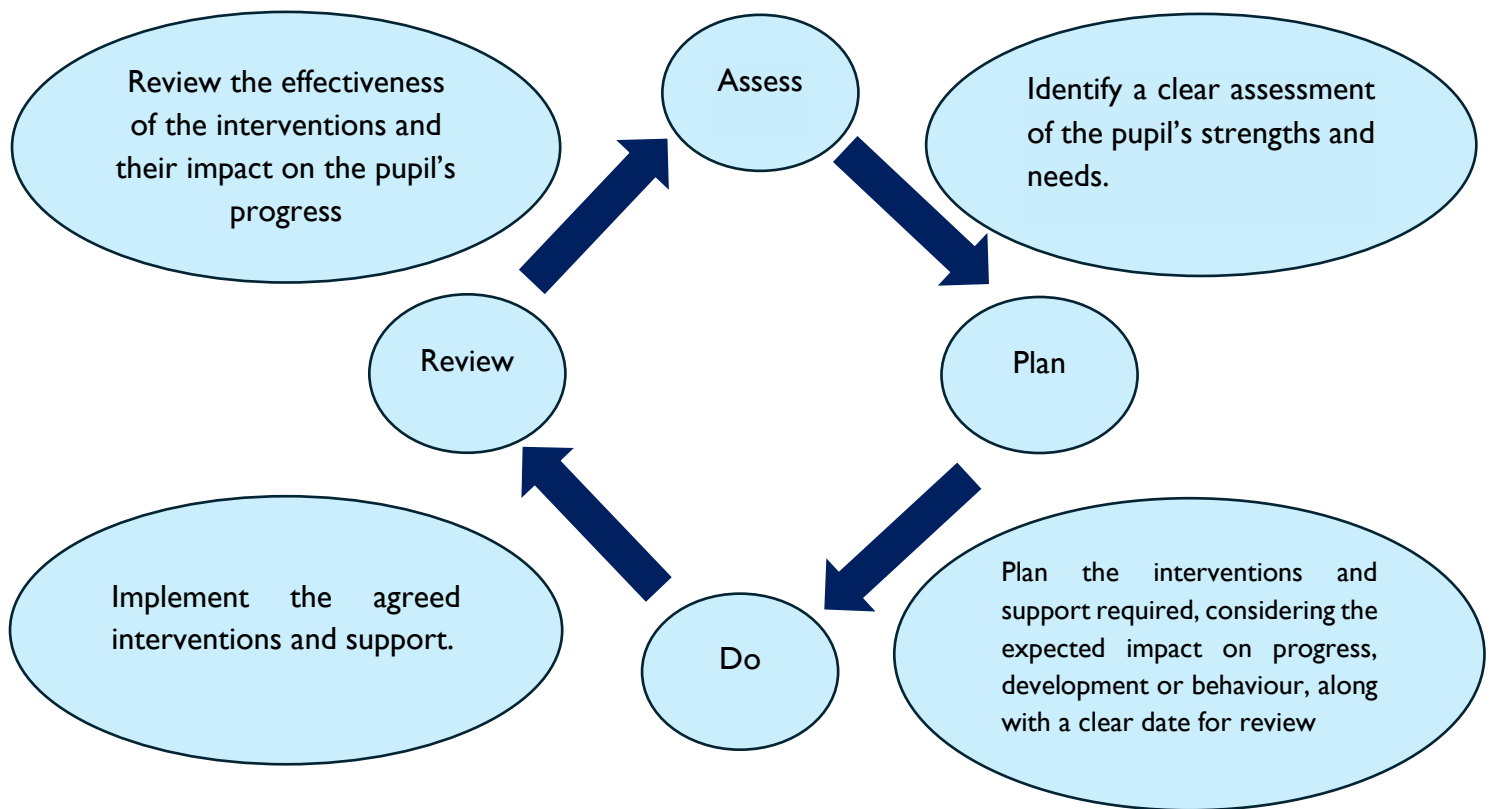 Assess
Identify a clear assessment
of the pupil’s strengths and
needs.
Plan
Plan the interventions and
support required, considering the
expected impact on progress,
development or behaviour, along
with a clear date for review
Do
Implement the agreed
interventions and support.
Review
Review the effectiveness
of the interventions and
their impact on the pupil’s
progress